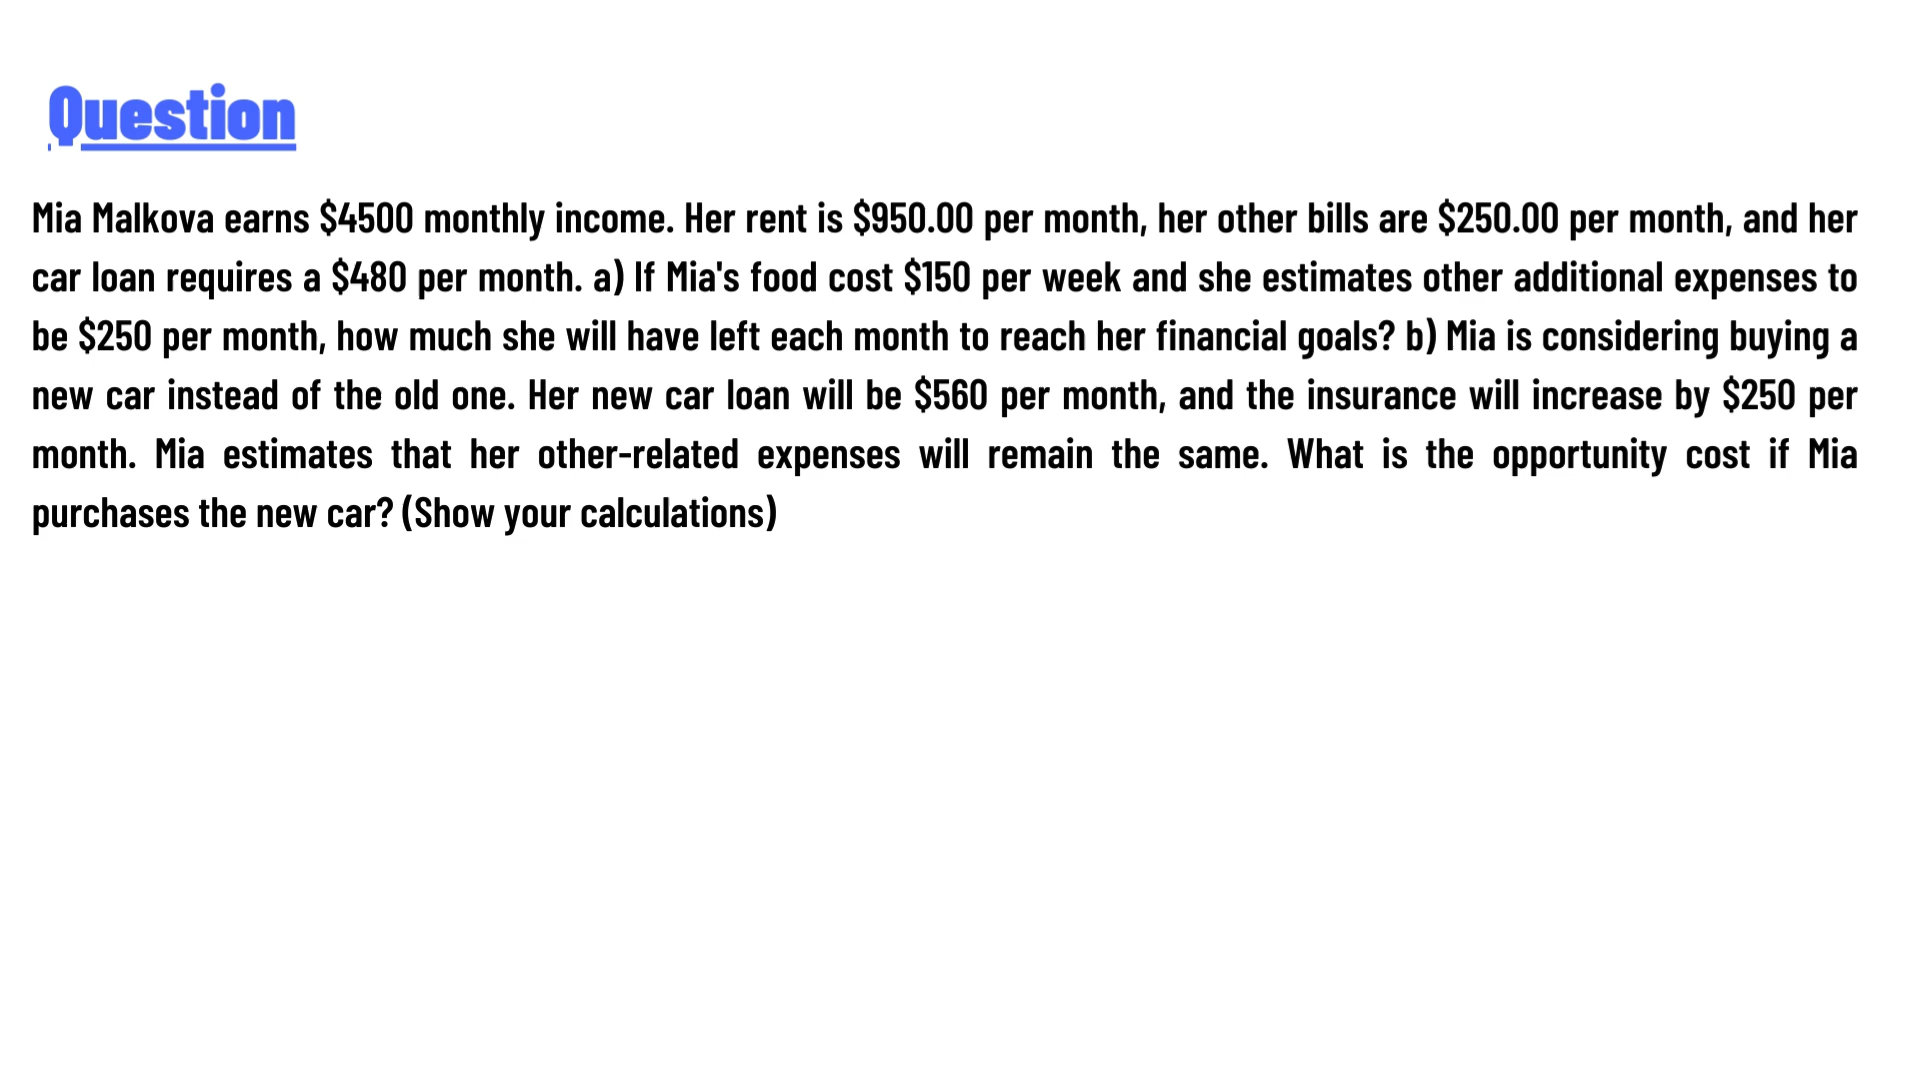 Question
Mia Malkova earns $4500 monthly income. Her rent is $950.00 per month, her other bills are $250.00 per month, and her
car loan requires a $480 per month. a) If Mia's food cost $150 per week and she estimates other additional expenses to
be $250 per month, how much she will have left each month to reach her financial goals? b) Mia is considering buying a
new car instead of the old one. Her new car loan will be $560 per month, and the insurance will increase by $250 per
month. Mia estimates that her other-related expenses will remain the same. What is the opportunity cost if Mia
purchases the new car? (Show your calculations)